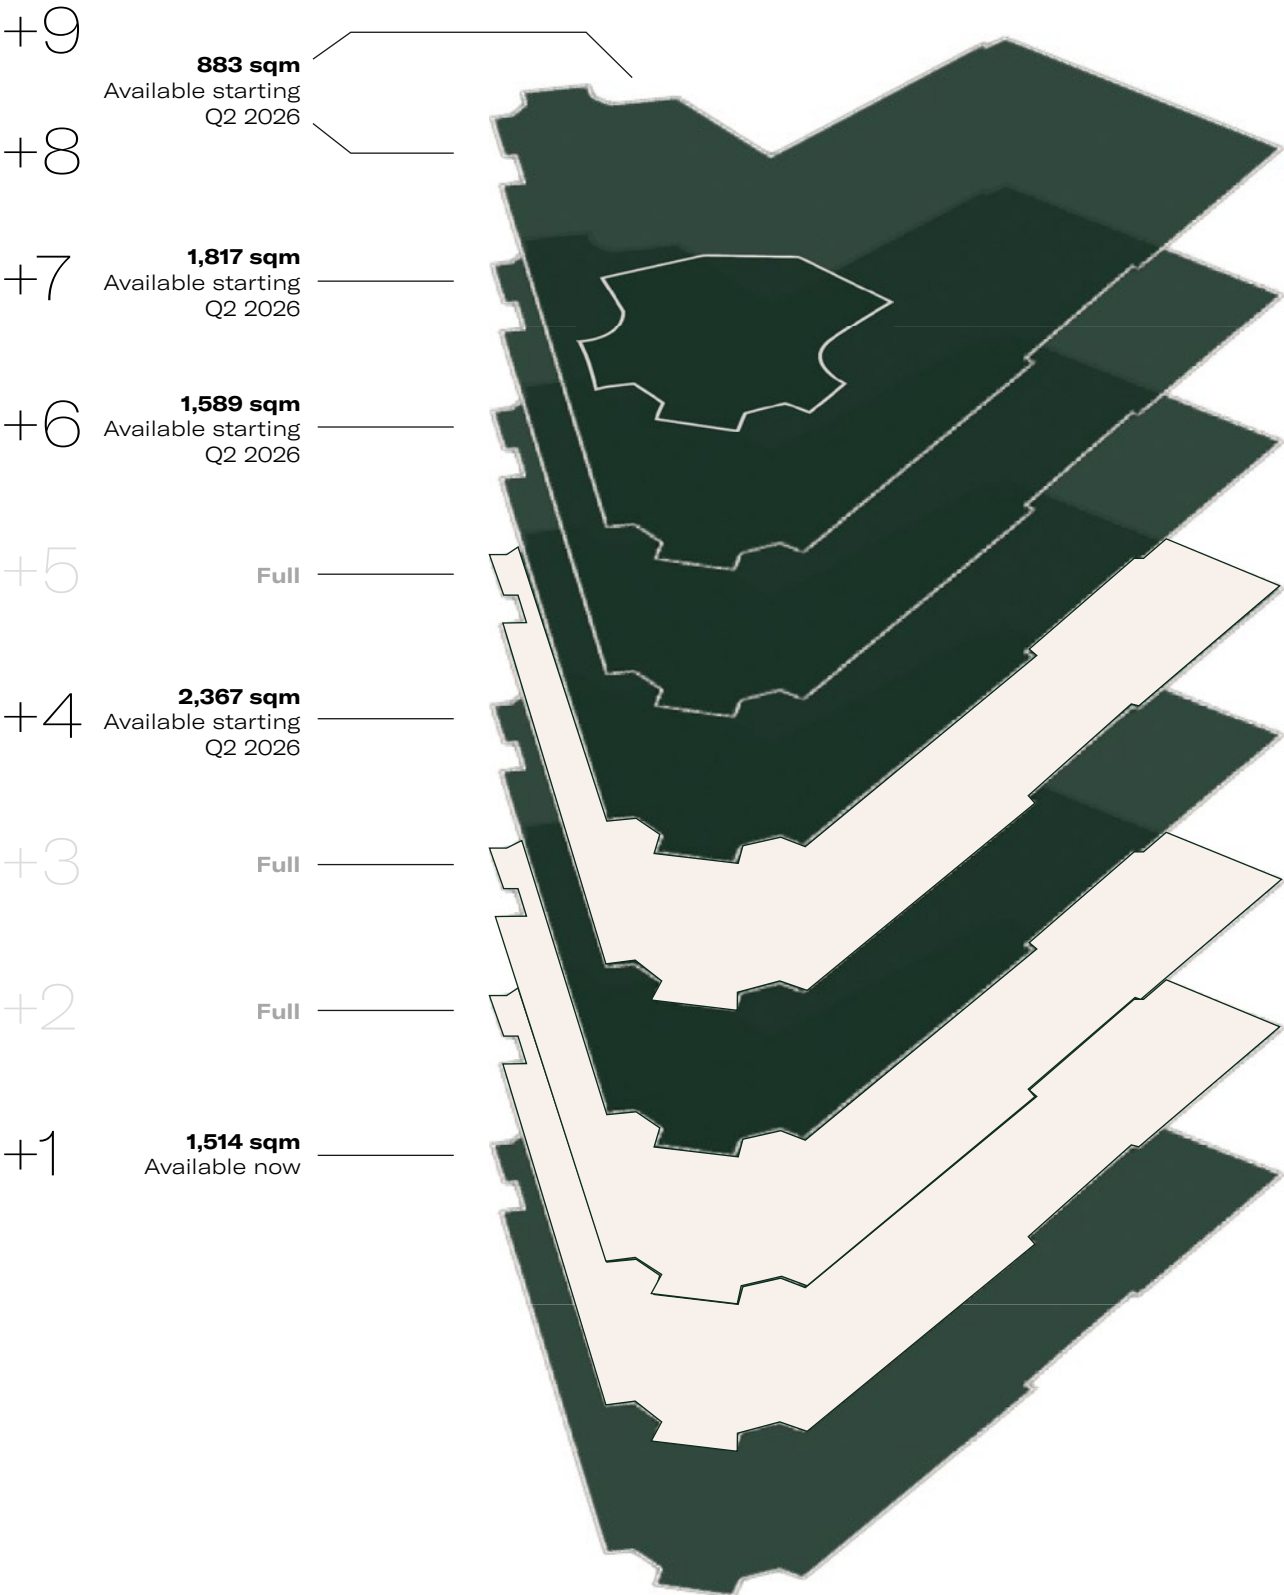 +9
883 sqm
Available starting
Q2 2026
+8
+7
1,817 sqm
Available starting
Q2 2026
+6
1,589 sqm
Available starting
Q2 2026
+5
Full
+4
2,367 sqm
Available starting
Q2 2026
+3
Full
+2
Full
+1
1,514 sqm
Available now